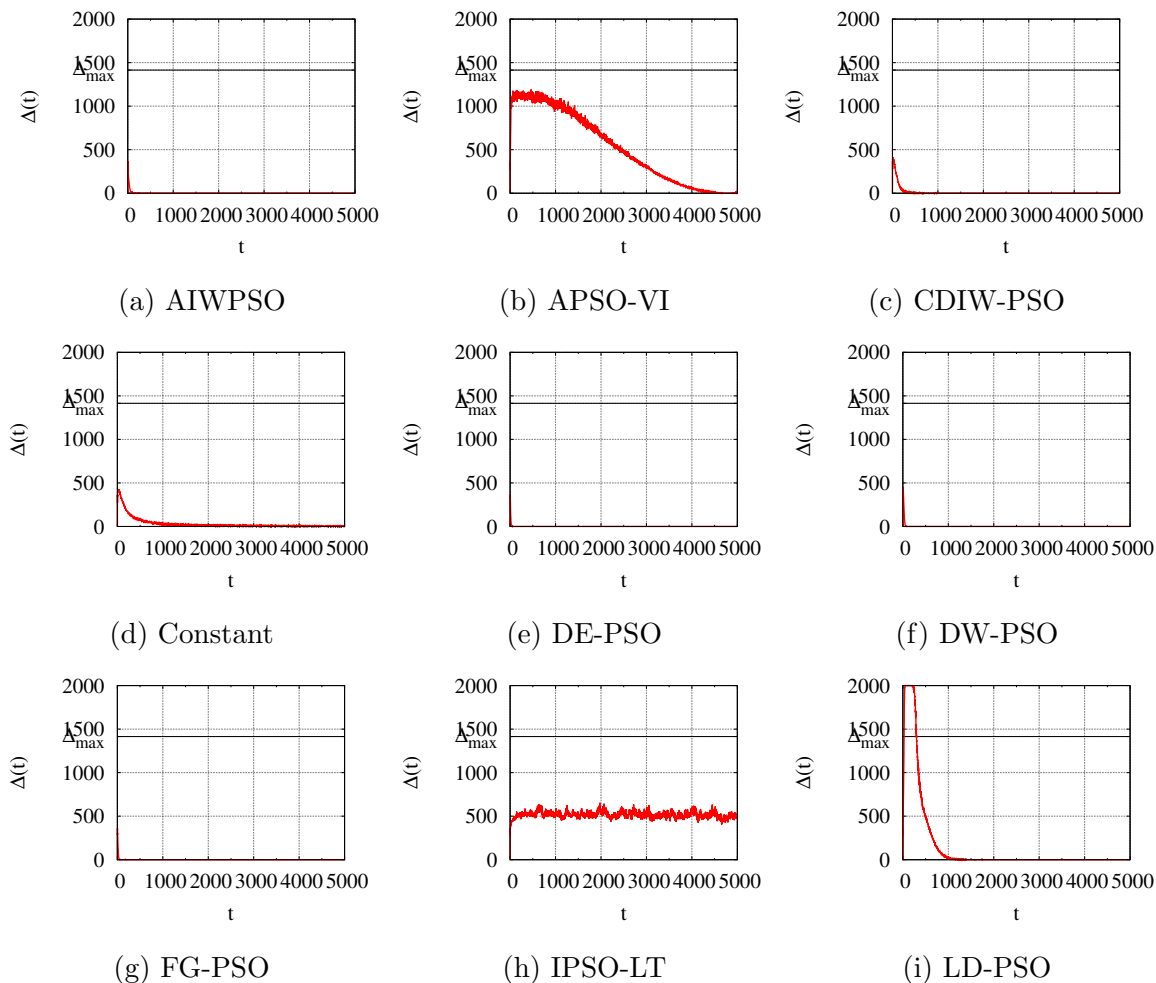 2000
1500
Δmax
1000
500
0
Δ(t)
0 1000 2000 3000 4000 5000
t
(a) AIWPSO
2000
1500
Δmax
1000
500
0
Δ(t)
0 1000 2000 3000 4000 5000
t
(b) APSO-VI
2000
1500
Δmax
1000
500
0
Δ(t)
0 1000 2000 3000 4000 5000
t
(c) CDIW-PSO
2000
1500
Δmax
1000
500
0
Δ(t)
0 1000 2000 3000 4000 5000
t
(d) Constant
2000
1500
Δmax
1000
500
0
Δ(t)
0 1000 2000 3000 4000 5000
t
(e) DE-PSO
2000
1500
Δmax
1000
500
0
Δ(t)
0 1000 2000 3000 4000 5000
t
(f) DW-PSO
2000
1500
Δmax
1000
500
0
Δ(t)
0 1000 2000 3000 4000 5000
t
(g) FG-PSO
2000
1500
Δmax
1000
500
0
Δ(t)
0 1000 2000 3000 4000 5000
t
(h) IPSO-LT
2000
1500
Δmax
1000
500
0
Δ(t)
0 1000 2000 3000 4000 5000
t
(i) LD-PSO